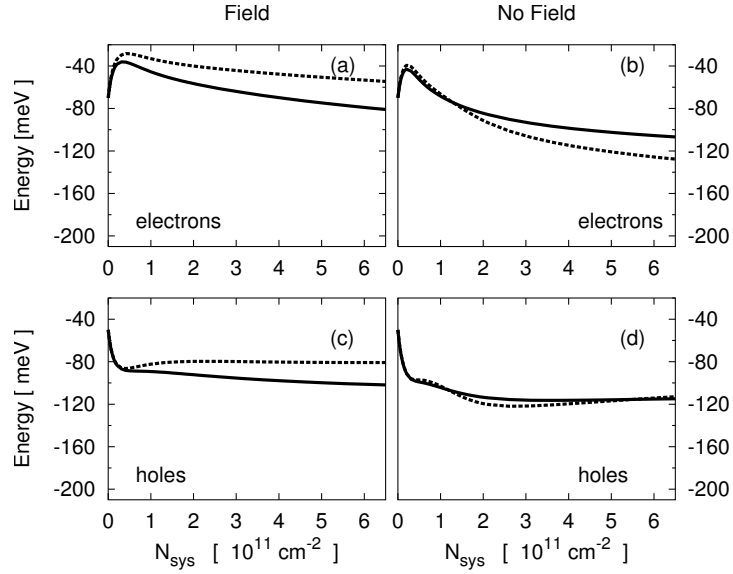 Field No Field
-40
-80
-120
-160
-200
Energy [meV ]
(a)
electrons
0 1 2 3 4 5 6
(b)
electrons
-40
-80
-120
-160
-200
0 1 2 3 4 5 6
-40
-80
-120
-160
-200
Energy [ meV ]
(c)
holes
0 1 2 3 4 5 6
N_sys [ 10^11 cm^-2 ]
(d)
holes
-40
-80
-120
-160
-200
0 1 2 3 4 5 6
N_sys [ 10^11 cm^-2 ]